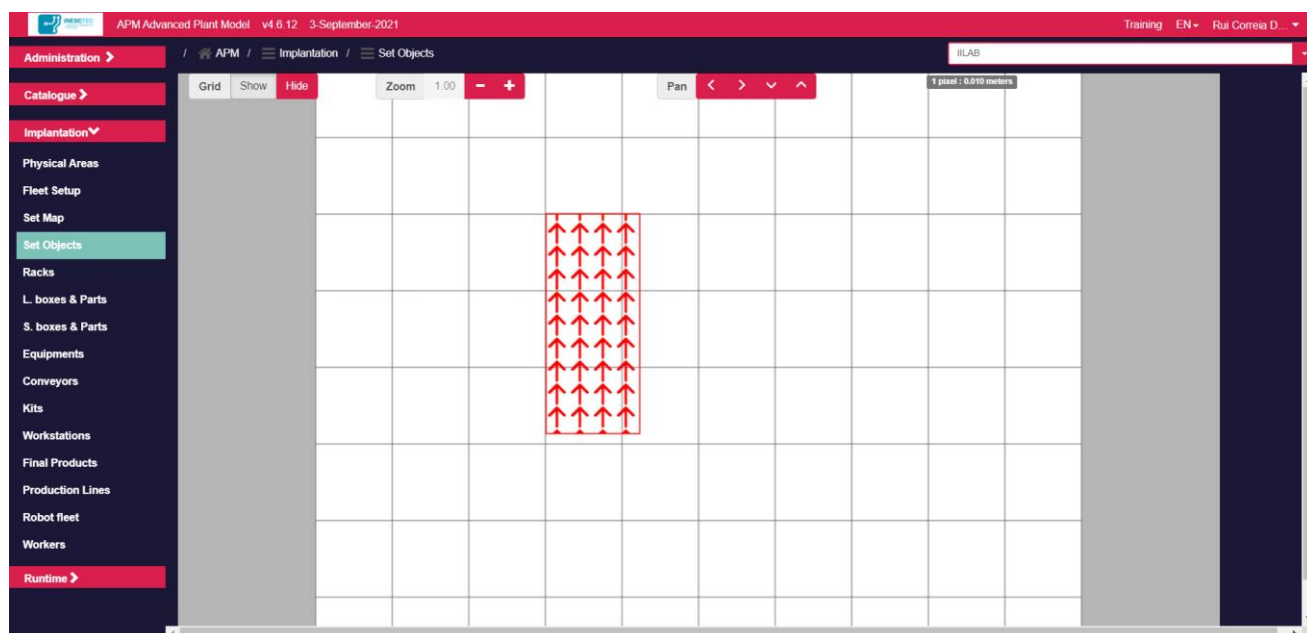 INESCTEC APM Advanced Plant Model v4.6.12 3-September-2021 Training EN Rui Correia D...
Administration / APM / Implantation / Set Objects IILAB
Catalogue Grid Show Hide Zoom 1.00 - + Pan 1 pixel : 0.010 meters
Implantation
Physical Areas
Fleet Setup
Set Map
Set Objects
Racks
L. boxes & Parts
S. boxes & Parts
Equipments
Conveyors
Kits
Workstations
Final Products
Production Lines
Robot fleet
Workers
Runtime